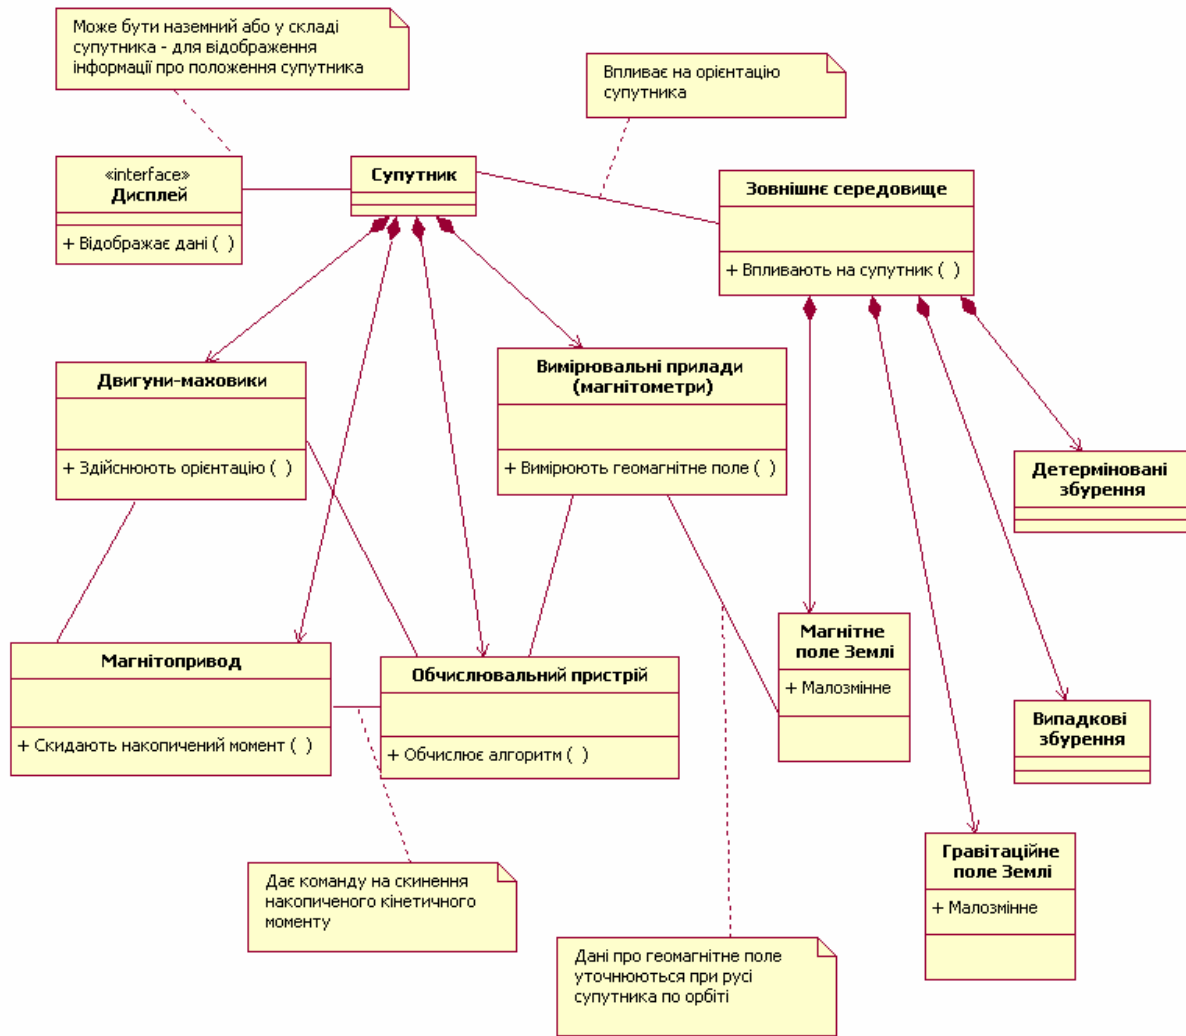 Може бути наземний або у складі
супутника - для відображення
інформації про положення супутника
Впливає на орієнтацію
супутника
«interface»
Дисплей
+ Відображає дані ( )
Супутник
Зовнішнє середовище
+ Впливають на супутник ( )
Двигуни-маховики
+ Здійснюють орієнтацію ( )
Вимірювальні прилади
(магнітометри)
+ Вимірюють геомагнітне поле ( )
Детерміновані
збурення
Магнітопривод
+ Скидають накопичений момент ( )
Обчислювальний пристрій
+ Обчислює алгоритм ( )
Магнітне
поле Землі
+ Малозмінне
Випадкові
збурення
Гравітаційне
поле Землі
+ Малозмінне
Дає команду на скинення
накопиченого кінетичного
моменту
Дані про геомагнітне поле
уточнюються при русі
супутника по орбіті